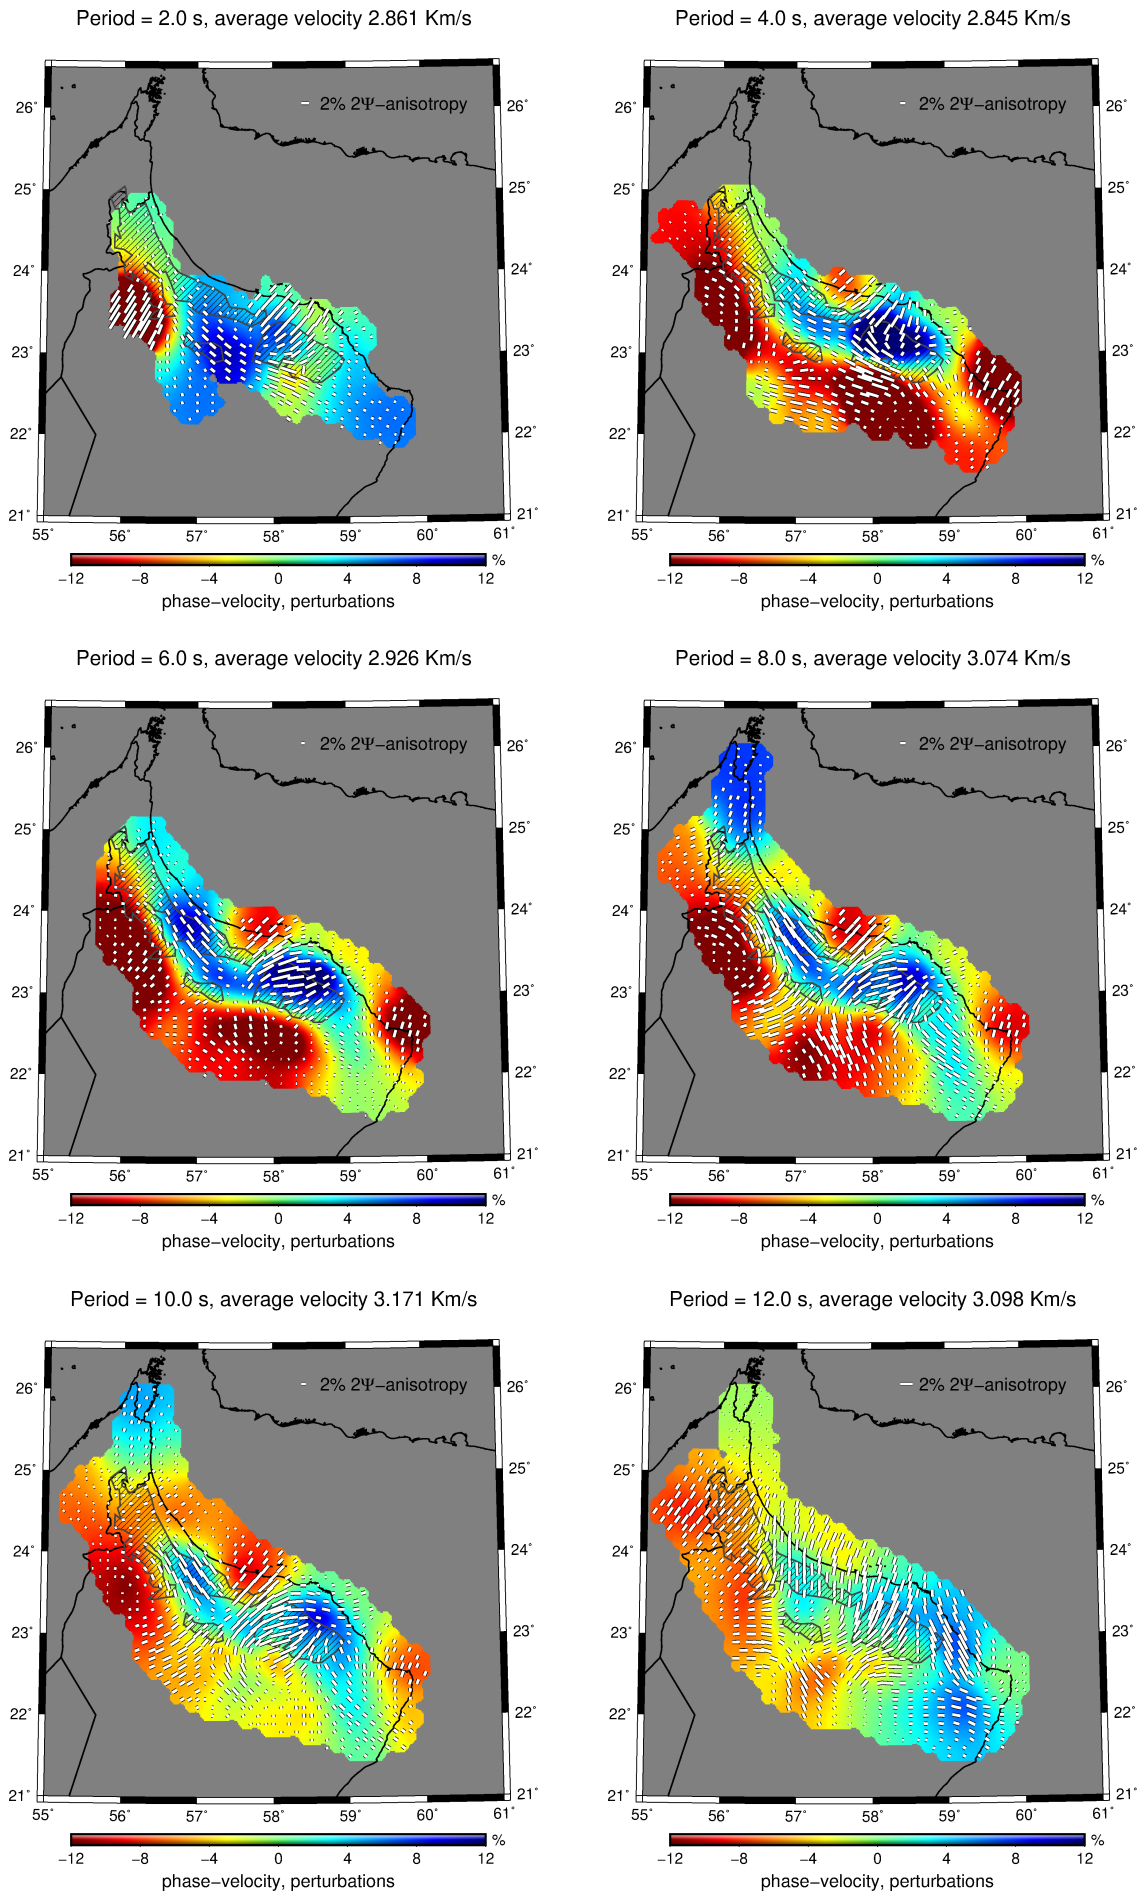 Period = 2.0 s, average velocity 2.861 Km/s
2% 2Ψ−anisotropy
26˚ 26˚
25˚ 25˚
24˚ 24˚
23˚ 23˚
22˚ 22˚
21˚ 21˚
55˚ 56˚ 57˚ 58˚ 59˚ 60˚ 61˚
%
−12 −8 −4 0 4 8 12
phase−velocity, perturbations
Period = 4.0 s, average velocity 2.845 Km/s
2% 2Ψ−anisotropy
26˚ 26˚
25˚ 25˚
24˚ 24˚
23˚ 23˚
22˚ 22˚
21˚ 21˚
55˚ 56˚ 57˚ 58˚ 59˚ 60˚ 61˚
%
−12 −8 −4 0 4 8 12
phase−velocity, perturbations
Period = 6.0 s, average velocity 2.926 Km/s
2% 2Ψ−anisotropy
26˚ 26˚
25˚ 25˚
24˚ 24˚
23˚ 23˚
22˚ 22˚
21˚ 21˚
55˚ 56˚ 57˚ 58˚ 59˚ 60˚ 61˚
%
−12 −8 −4 0 4 8 12
phase−velocity, perturbations
Period = 8.0 s, average velocity 3.074 Km/s
2% 2Ψ−anisotropy
26˚ 26˚
25˚ 25˚
24˚ 24˚
23˚ 23˚
22˚ 22˚
21˚ 21˚
55˚ 56˚ 57˚ 58˚ 59˚ 60˚ 61˚
%
−12 −8 −4 0 4 8 12
phase−velocity, perturbations
Period = 10.0 s, average velocity 3.171 Km/s
2% 2Ψ−anisotropy
26˚ 26˚
25˚ 25˚
24˚ 24˚
23˚ 23˚
22˚ 22˚
21˚ 21˚
55˚ 56˚ 57˚ 58˚ 59˚ 60˚ 61˚
%
−12 −8 −4 0 4 8 12
phase−velocity, perturbations
Period = 12.0 s, average velocity 3.098 Km/s
2% 2Ψ−anisotropy
26˚ 26˚
25˚ 25˚
24˚ 24˚
23˚ 23˚
22˚ 22˚
21˚ 21˚
55˚ 56˚ 57˚ 58˚ 59˚ 60˚ 61˚
%
−12 −8 −4 0 4 8 12
phase−velocity, perturbations